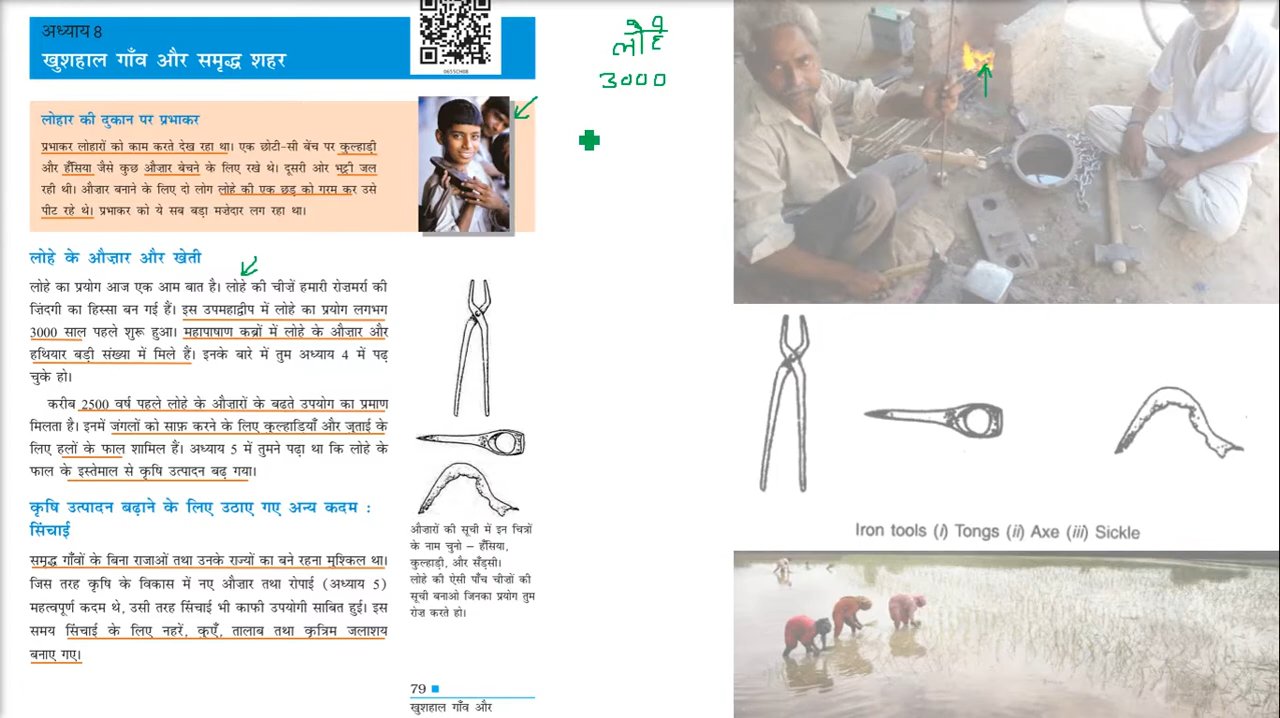 अध्याय 8
खुशहाल गाँव और समृद्ध शहर
0655CH08
लोहार की दुकान पर प्रभाकर
प्रभाकर लोहारों को काम करते देख रहा था। एक छोटी-सी बेंच पर कुल्हाड़ी
और हँसिया जैसे कुछ औज़ार बेचने के लिए रखे थे। दूसरी ओर भट्टी जल
रही थी। औज़ार बनाने के लिए दो लोग लोहे की एक छड़ को गरम कर उसे
पीट रहे थे। प्रभाकर को ये सब बड़ा मज़ेदार लग रहा था।
लोहे के औज़ार और खेती
लोहे का प्रयोग आज एक आम बात है। लोहे की चीज़ें हमारी रोज़मर्रा की
ज़िंदगी का हिस्सा बन गई हैं। इस उपमहाद्वीप में लोहे का प्रयोग लगभग
3000 साल पहले शुरू हुआ। महापाषाण कब्रों में लोहे के औज़ार और
हथियार बड़ी संख्या में मिले हैं। इनके बारे में तुम अध्याय 4 में पढ़
चुके हो।
करीब 2500 वर्ष पहले लोहे के औज़ारों के बढ़ते उपयोग का प्रमाण
मिलता है। इनमें जंगलों को साफ़ करने के लिए कुल्हाड़ियाँ और जुताई के
लिए हलों के फाल शामिल हैं। अध्याय 5 में तुमने पढ़ा था कि लोहे के
फाल के इस्तेमाल से कृषि उत्पादन बढ़ गया।
कृषि उत्पादन बढ़ाने के लिए उठाए गए अन्य कदम :
सिंचाई
समृद्ध गाँवों के बिना राजाओं तथा उनके राज्यों का बने रहना मुश्किल था।
जिस तरह कृषि के विकास में नए औज़ार तथा रोपाई (अध्याय 5)
महत्वपूर्ण कदम थे, उसी तरह सिंचाई भी काफी उपयोगी साबित हुई। इस
समय सिंचाई के लिए नहरें, कुएँ, तालाब तथा कृत्रिम जलाशय
बनाए गए।
औज़ारों की सूची में इन चित्रों
के नाम चुनो – हँसिया,
कुल्हाड़ी, और सँड़सी।
लोहे की ऐसी पाँच चीज़ों की
सूची बनाओ जिनका प्रयोग तुम
रोज़ करते हो।
79
खुशहाल गाँव और
3000
Iron tools (i) Tongs (ii) Axe (iii) Sickle